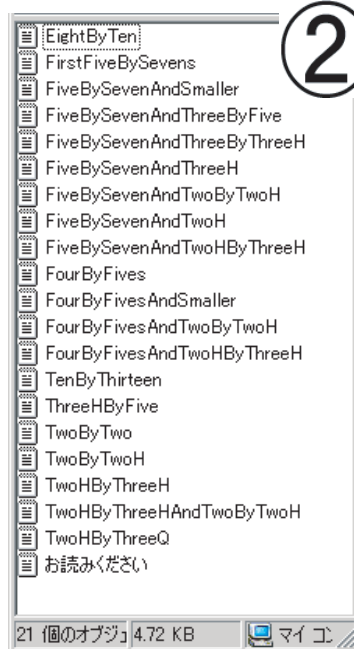 ②
EightByTen
FirstFiveBySevens
FiveBySevenAndSmaller
FiveBySevenAndThreeByFive
FiveBySevenAndThreeByThreeH
FiveBySevenAndThreeH
FiveBySevenAndTwoByTwoH
FiveBySevenAndTwoH
FiveBySevenAndTwoHByThreeH
FourByFives
FourByFivesAndSmaller
FourByFivesAndTwoByTwoH
FourByFivesAndTwoHByThreeH
TenByThirteen
ThreeHByFive
TwoByTwo
TwoByTwoH
TwoHByThreeH
TwoHByThreeHAndTwoByTwoH
TwoHByThreeQ
お読みください
21 個のオブジェ 4.72 KB マイ コン